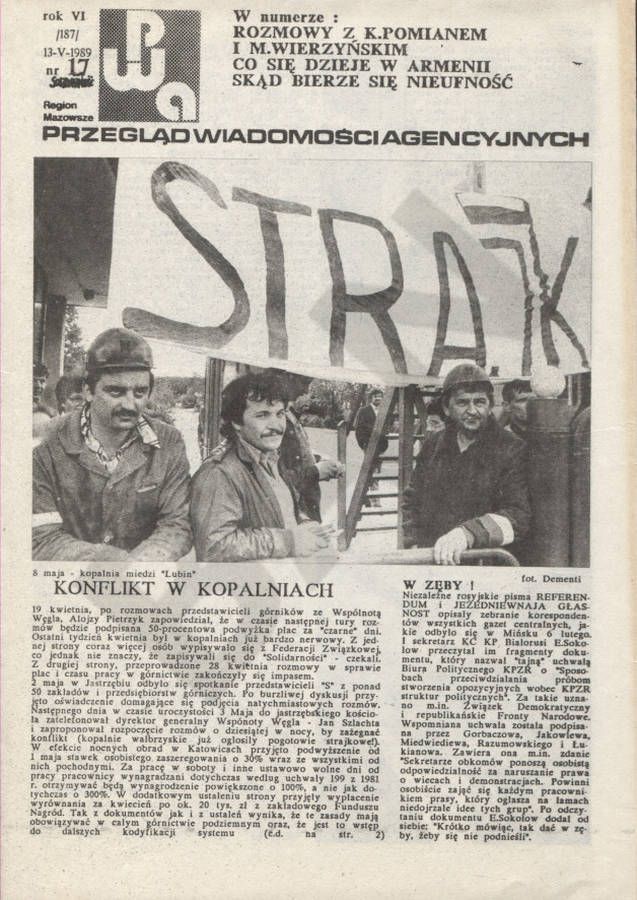 rok VI
/187/
13-V-1989
nr 17
Region
Mazowsze
PWA
W numerze :
ROZMOWY Z K.POMIANEM
I M.WIERZYŃSKIM
CO SIĘ DZIEJE W ARMENII
SKĄD BIERZE SIĘ NIEUFNOŚĆ
PRZEGLĄD WIADOMOŚCI AGENCYJNYCH
STRAJK
8 maja - kopalnia miedzi "Lubin"
fot. Dementi
KONFLIKT W KOPALNIACH
19 kwietnia, po rozmowach przedstawicieli górników ze Wspólnotą
Węgla, Alojzy Pietrzyk zapowiedział, że w czasie następnej tury roz-
mów będzie podpisana 50-procentowa podwyżka płac za "czarne" dni.
Ostatni tydzień kwietnia był w kopalniach już bardzo nerwowy. Z jed-
nej strony coraz więcej osób wypisywało się z Federacji Związkowej,
co jednak nie znaczy, że zapisywali się do "Solidarności" - czekali.
Z drugiej strony, przeprowadzone 28 kwietnia rozmowy w sprawie
płac i czasu pracy w górnictwie zakończyły się impasem.
2 maja w Jastrzębiu odbyło się spotkanie przedstawicieli "S" z ponad
50 zakładów i przedsiębiorstw górniczych. Po burzliwej dyskusji przy-
jęto oświadczenie domagające się podjęcia natychmiastowych rozmów.
Następnego dnia w czasie uroczystości 3 Maja do jastrzębskiego kościo-
ła zatelefonował dyrektor generalny Wspónoty Węgla - Jan Szlachta
i zaproponował rozpoczęcie rozmów o dziesiątej w nocy, by zażegnać
konflikt (kopalnie wałbrzyskie już ogłosiły pogotowie strajkowe).
W efekcie nocnych obrad w Katowicach przyjęto podwyższenie od
1 maja stawek osobistego zaszeregowania o 30% wraz ze wszystkimi od
nich pochodnymi. Za pracę w soboty i inne ustawowo wolne dni od
pracy pracownicy wynagradzani dotychczas według uchwały 199 z 1981
r. otrzymywać będą wynagrodzenie powiększone o 100%, a nie jak do-
tychczas o 300%. W dodatkowym ustaleniu strony przyjęły wypłacenie
wyrównania za kwiecień po ok. 20 tys. zł z zakładowego Funduszu
Nagród. Tak z dokumentów jak i z ustaleń wynika, że te zasady mają
obowiązywać w całym górnictwie podziemnym oraz, że jest to wstęp
do dalszych kodyfikacji systemu (c.d. na str. 2)
W ZĘBY !
Niezależne rosyjskie pisma REFEREN-
DUM i JEŻEDNIEWNAJA GŁAS-
NOST opisały zebranie koresponden-
tów wszystkich gazet centralnych, ja-
kie odbyło się w Mińsku 6 lutego.
I sekretarz KC KP Białorusi E.Soko-
łow przeczytał im fragmenty doku-
mentu, który nazwał "tajną" uchwałą
Biura Politycznego KPZR o "Sposo-
bach przeciwdziałania próbom
stworzenia opozycyjnych wobec KPZR
struktur politycznych". Za takie uzna-
no m.in. Związek Demokratyczny
i republikańskie Fronty Narodowe.
Wspomniana uchwała została podpisa-
na przez Gorbaczowa, Jakowlewa,
Miedwiediewa, Razumowskiego i Łu-
kianowa. Zawiera ona m.in. zdanie
"Sekretarze obkomów ponoszą osobistą
odpowiedzialność za naruszanie prawa
o wiecach i demonstracjach. Powinni
osobiście zająć się każdym pracowni-
kiem prasy, który ogłasza na łamach
niedojrzałe idee tych grup". Po odczy-
taniu dokumentu E.Sokołow dodał od
siebie: "Krótko mówiąc, tak dać w zę-
by, żeby się nie podnieśli".